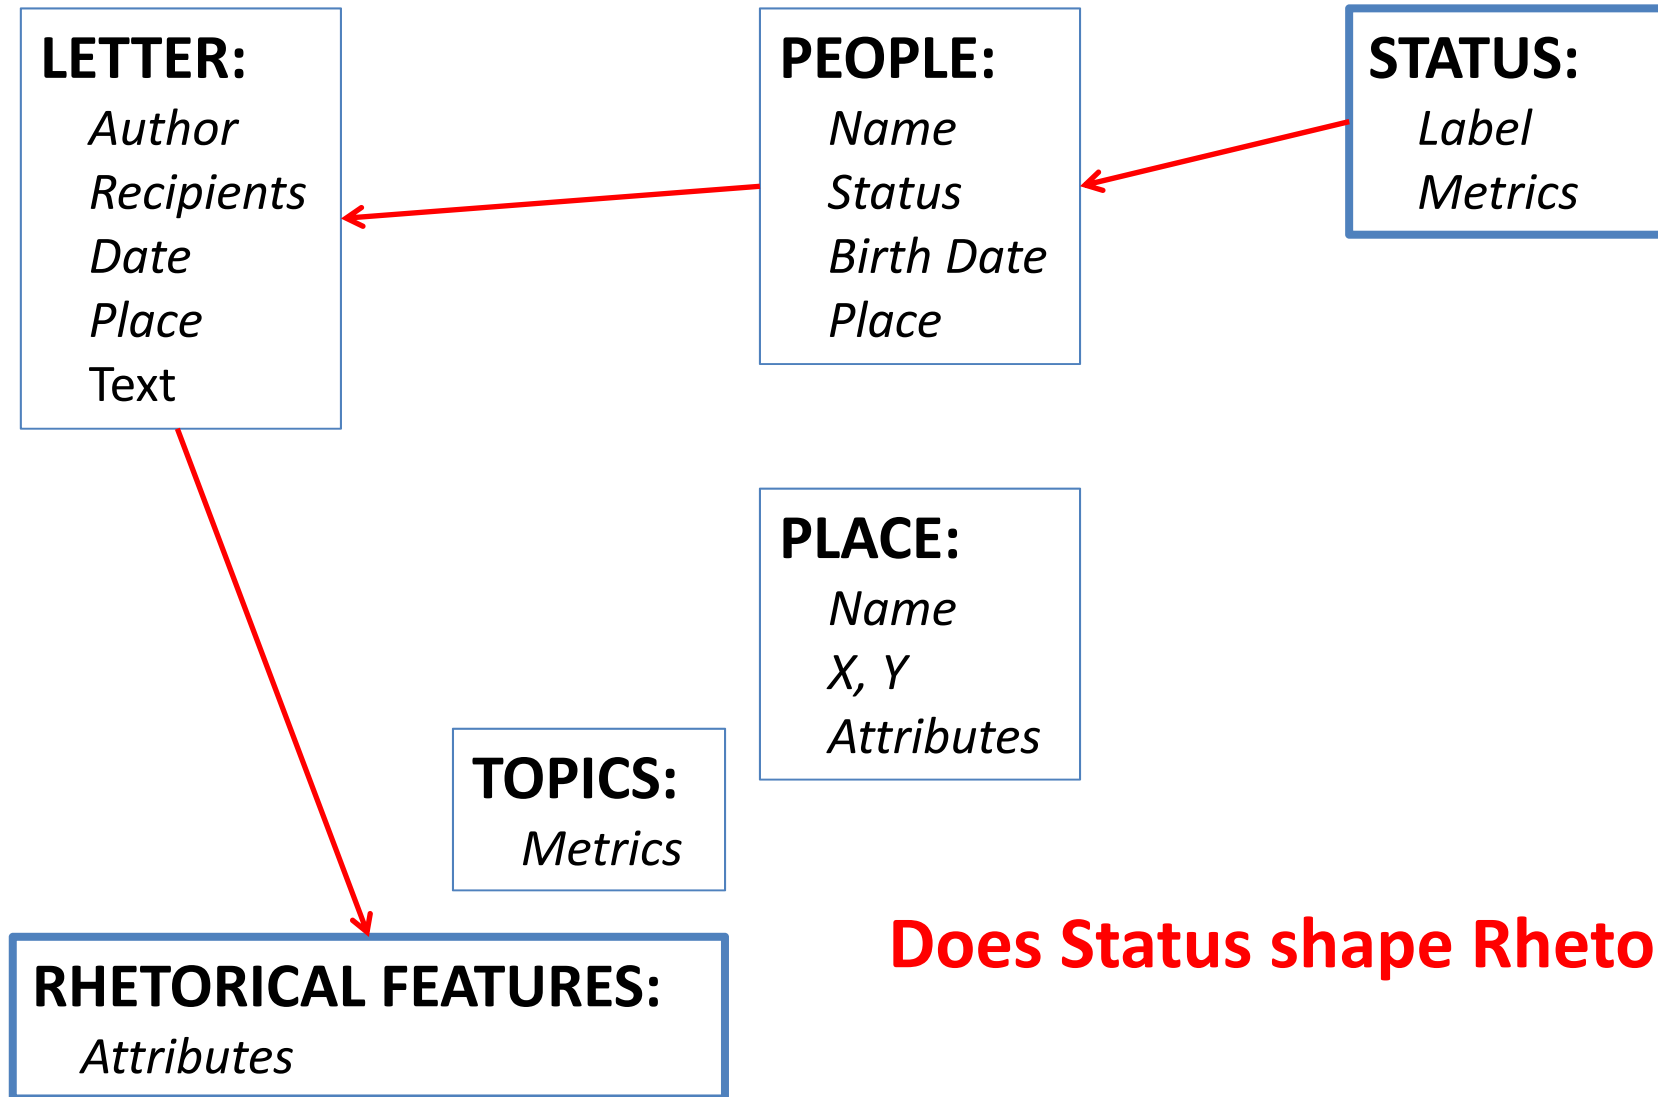 LETTER:
Author
Recipients
Date
Place
Text
PEOPLE:
Name
Status
Birth Date
Place
STATUS:
Label
Metrics
PLACE:
Name
X, Y
Attributes
TOPICS:
Metrics
RHETORICAL FEATURES:
Attributes
Does Status shape Rheto